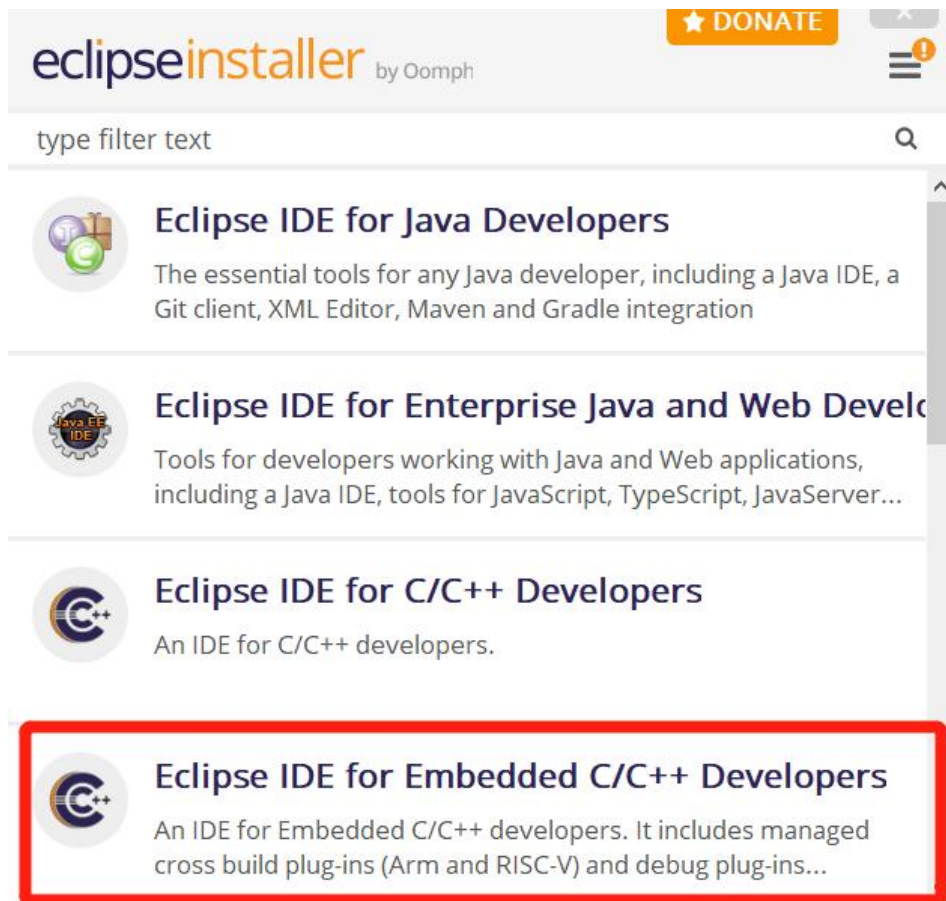 DONATE
eclipseinstaller by Oomph
type filter text
Eclipse IDE for Java Developers
The essential tools for any Java developer, including a Java IDE, a
Git client, XML Editor, Maven and Gradle integration
Java EE
IDE
Eclipse IDE for Enterprise Java and Web Develo
Tools for developers working with Java and Web applications,
including a Java IDE, tools for JavaScript, TypeScript, JavaServer...
C++
Eclipse IDE for C/C++ Developers
An IDE for C/C++ developers.
C++
Eclipse IDE for Embedded C/C++ Developers
An IDE for Embedded C/C++ developers. It includes managed
cross build plug-ins (Arm and RISC-V) and debug plug-ins...